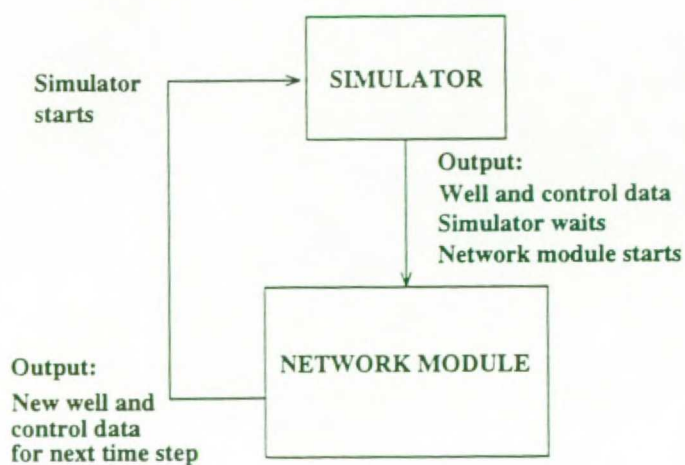 Simulator
starts
SIMULATOR
Output:
Well and control data
Simulator waits
Network module starts
NETWORK MODULE
Output:
New well and
control data
for next time step